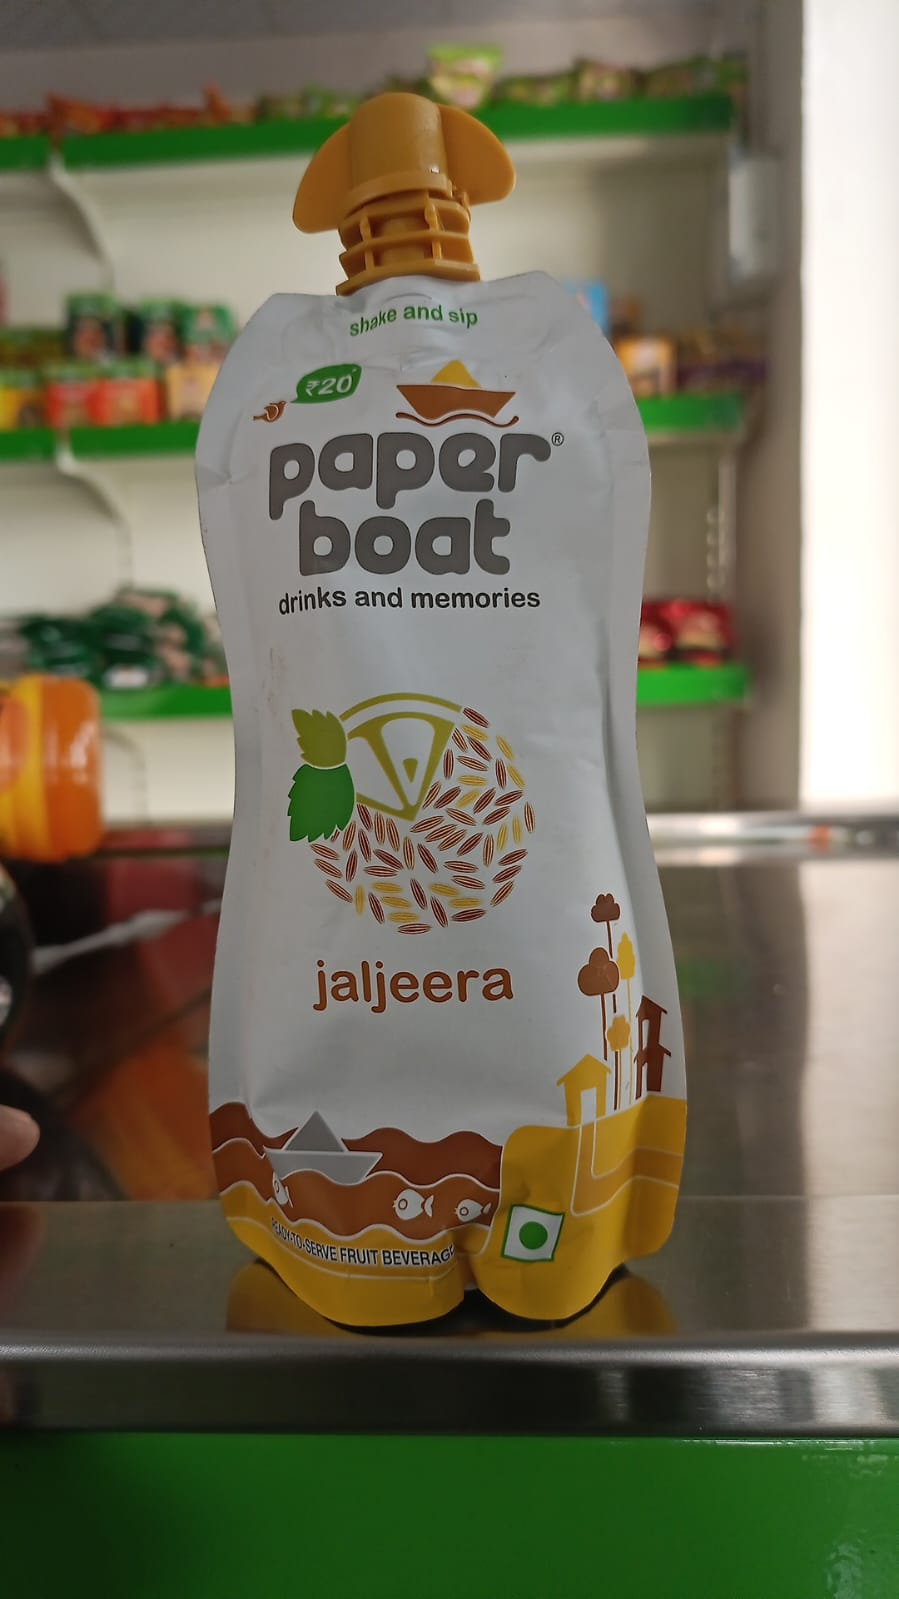 shake and sip
₹20*
paper®
boat
drinks and memories
jaljeera
READY-TO-SERVE FRUIT BEVERAGE